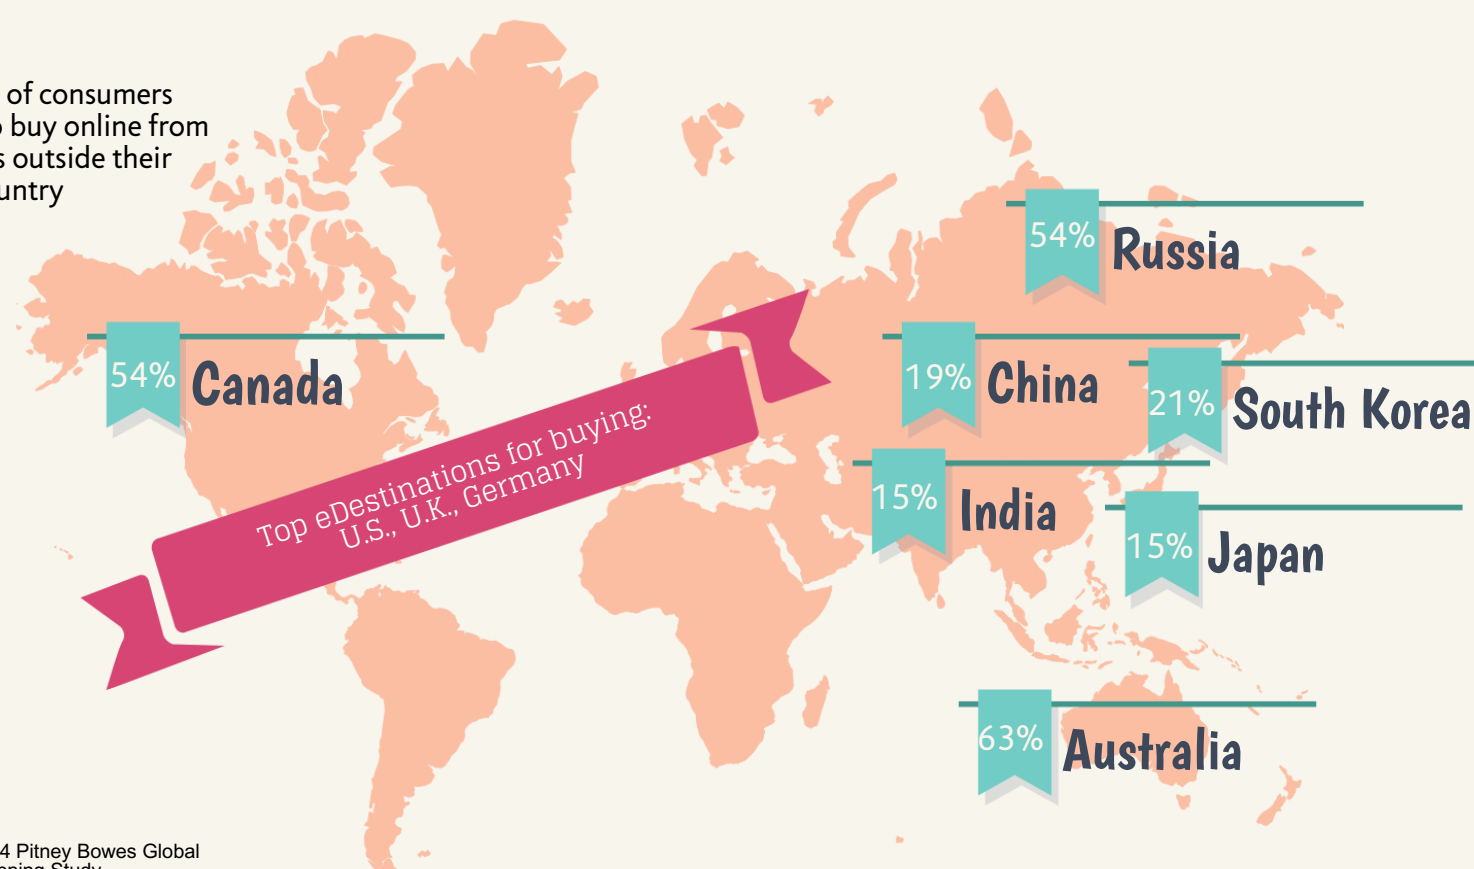 of consumers
buy online from
outside their
54%
Russia
54%
Canada
19%
China
21%
South Korea
15%
India
15%
Japan
Top eDestinations for buying:
U.S., U.K., Germany
63%
Australia
4 Pitney Bowes Global
Study